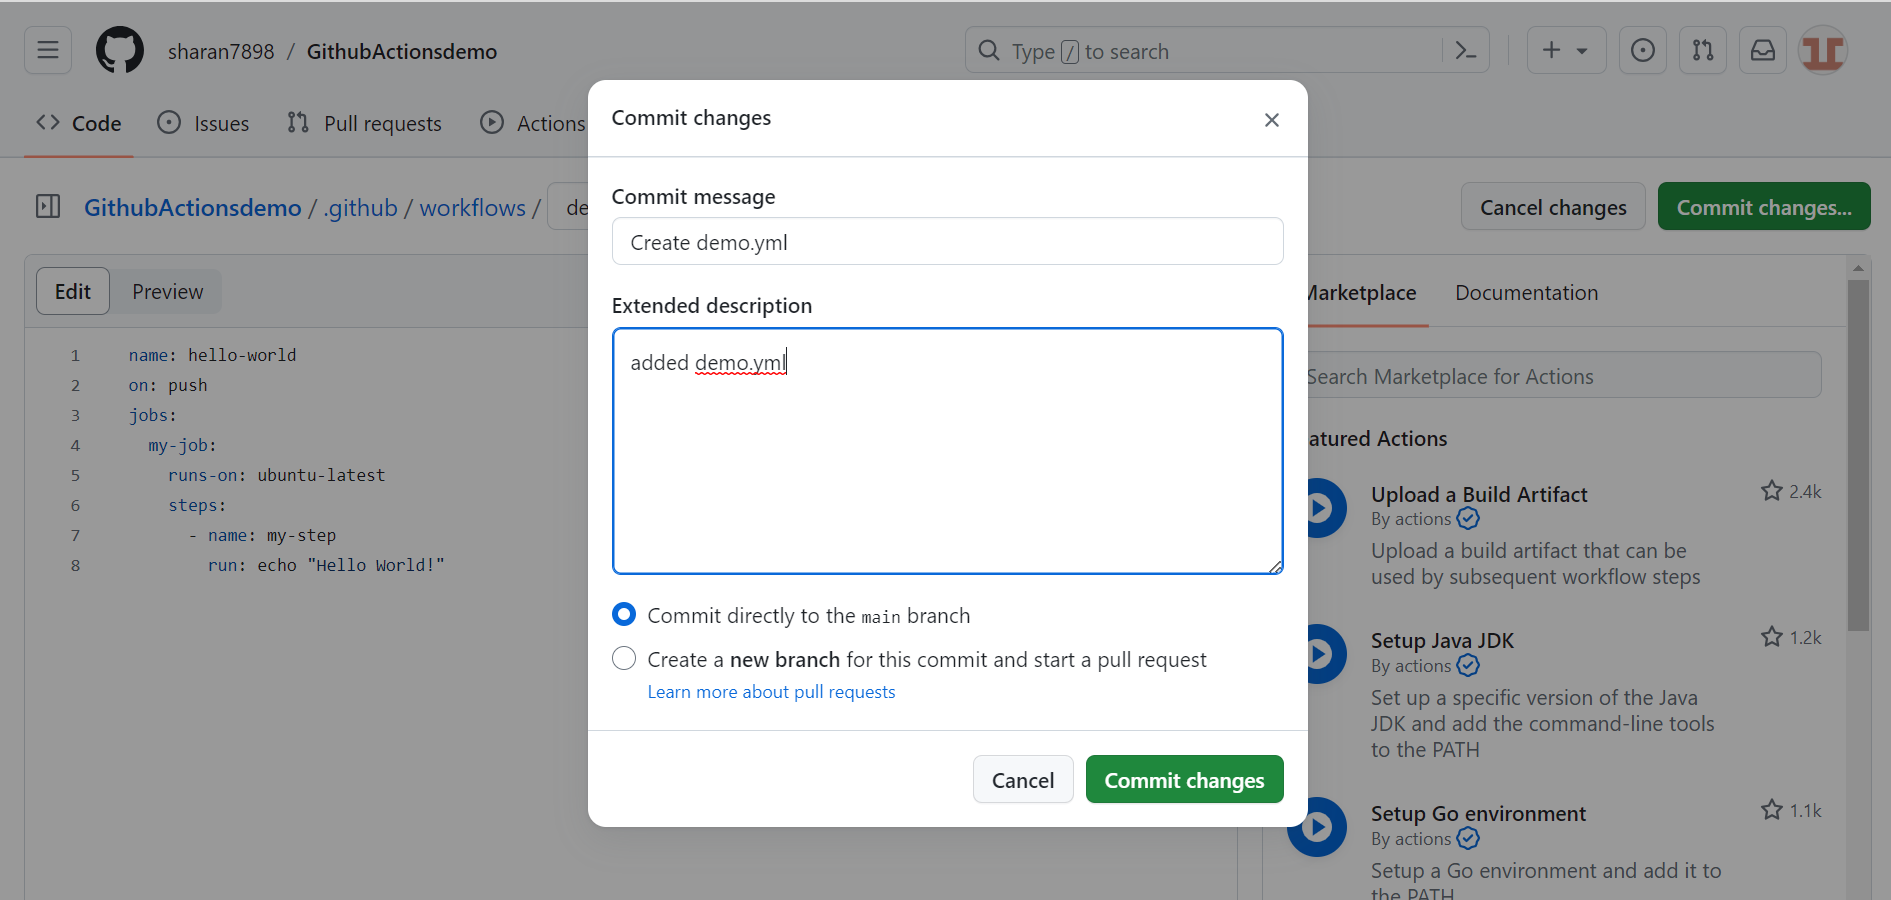 sharan7898 / GithubActionsdemo
Type / to search
Code
Issues
Pull requests
Actions
GithubActionsdemo / .github / workflows / de
Cancel changes
Commit changes...
Edit
Preview
1 name: hello-world
2 on: push
3 jobs:
4 my-job:
5 runs-on: ubuntu-latest
6 steps:
7 - name: my-step
8 run: echo "Hello World!"
Commit changes
Commit message
Create demo.yml
Extended description
added demo.yml
Commit directly to the main branch
Create a new branch for this commit and start a pull request
Learn more about pull requests
Cancel
Commit changes
Marketplace
Documentation
Search Marketplace for Actions
atured Actions
Upload a Build Artifact
2.4k
By actions
Upload a build artifact that can be
used by subsequent workflow steps
Setup Java JDK
1.2k
By actions
Set up a specific version of the Java
JDK and add the command-line tools
to the PATH
Setup Go environment
1.1k
By actions
Setup a Go environment and add it to
the PATH